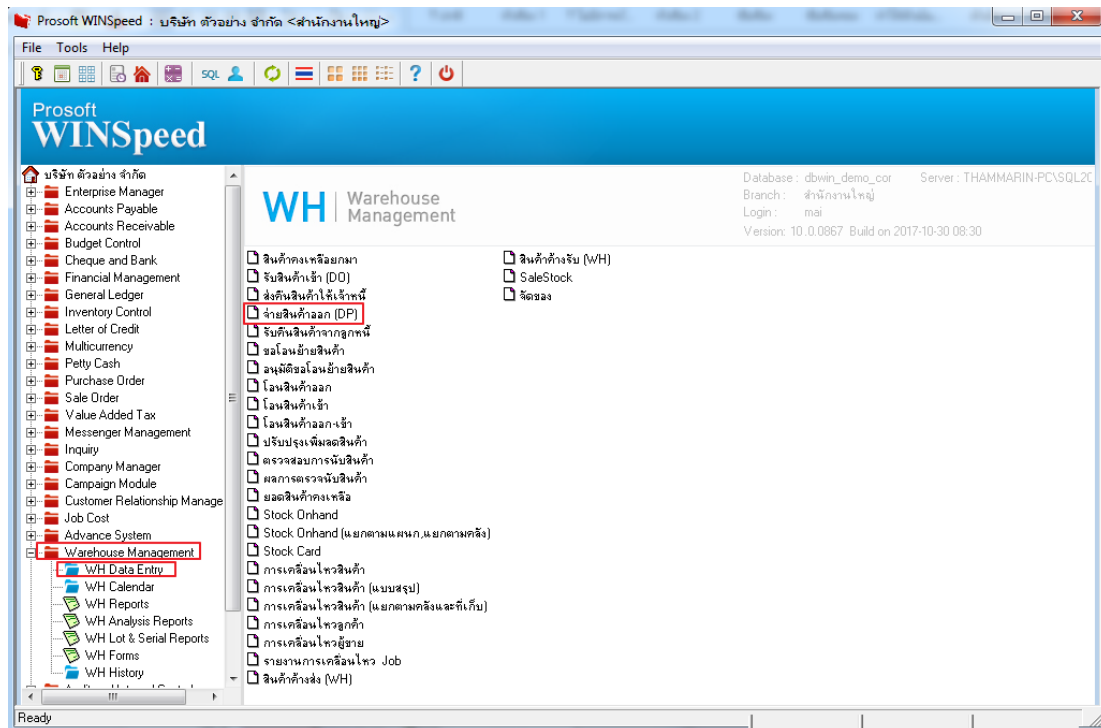 Prosoft WINSpeed : บริษัท ตัวอย่าง จำกัด <สำนักงานใหญ่>
File Tools Help
SQL
Prosoft
WINSpeed
บริษัท ตัวอย่าง จำกัด
Enterprise Manager
Accounts Payable
Accounts Receivable
Budget Control
Cheque and Bank
Financial Management
General Ledger
Inventory Control
Letter of Credit
Multicurrency
Petty Cash
Purchase Order
Sale Order
Value Added Tax
Messenger Management
Inquiry
Company Manager
Campaign Module
Customer Relationship Manage
Job Cost
Advance System
Warehouse Management
WH Data Entry
WH Calendar
WH Reports
WH Analysis Reports
WH Lot & Serial Reports
WH Forms
WH History
WH Warehouse
Management
Database : dbwin_demo_cor Server : THAMMARIN-PC\SQL20
Branch : สำนักงานใหญ่
Login : mai
Version: 10.0.0867 Build on 2017-10-30 08:30
สินค้าคงเหลือยกมา
รับสินค้าเข้า (DO)
ส่งคืนสินค้าให้เจ้าหนี้
จ่ายสินค้าออก (DP)
รับคืนสินค้าจากลูกหนี้
ขอโอนย้ายสินค้า
อนุมัติขอโอนย้ายสินค้า
โอนสินค้าออก
โอนสินค้าเข้า
โอนสินค้าออก-เข้า
ปรับปรุงเพิ่มลดสินค้า
ตรวจสอบการนับสินค้า
ผลการตรวจนับสินค้า
ยอดสินค้าคงเหลือ
Stock Onhand
Stock Onhand (แยกตามแผนก,แยกตามคลัง)
Stock Card
การเคลื่อนไหวสินค้า
การเคลื่อนไหวสินค้า (แบบสรุป)
การเคลื่อนไหวสินค้า (แยกตามคลังและที่เก็บ)
การเคลื่อนไหวลูกค้า
การเคลื่อนไหวผู้ขาย
รายงานการเคลื่อนไหว Job
สินค้าค้างส่ง (WH)
สินค้าค้างรับ (WH)
SaleStock
จัดของ
Ready